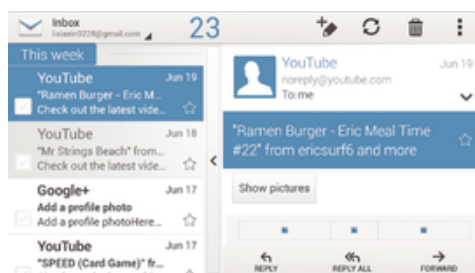 Inbox
23
This week
YouTube Jun 19
"Ramen Burger - Eric M...
Check out the latest vide...
YouTube Jun 18
"Mr Strings Beach" from...
Check out the latest vide...
Google+ Jun 17
Add a profile photo
Add a profile photoHere...
YouTube Jun 17
"SPEED (Card Game)" fr...
YouTube Jun 19
noreply@youtube.com
To: me
"Ramen Burger - Eric Meal Time
#22" from ericsurf6 and more
Show pictures
REPLY
REPLY ALL
FORWARD